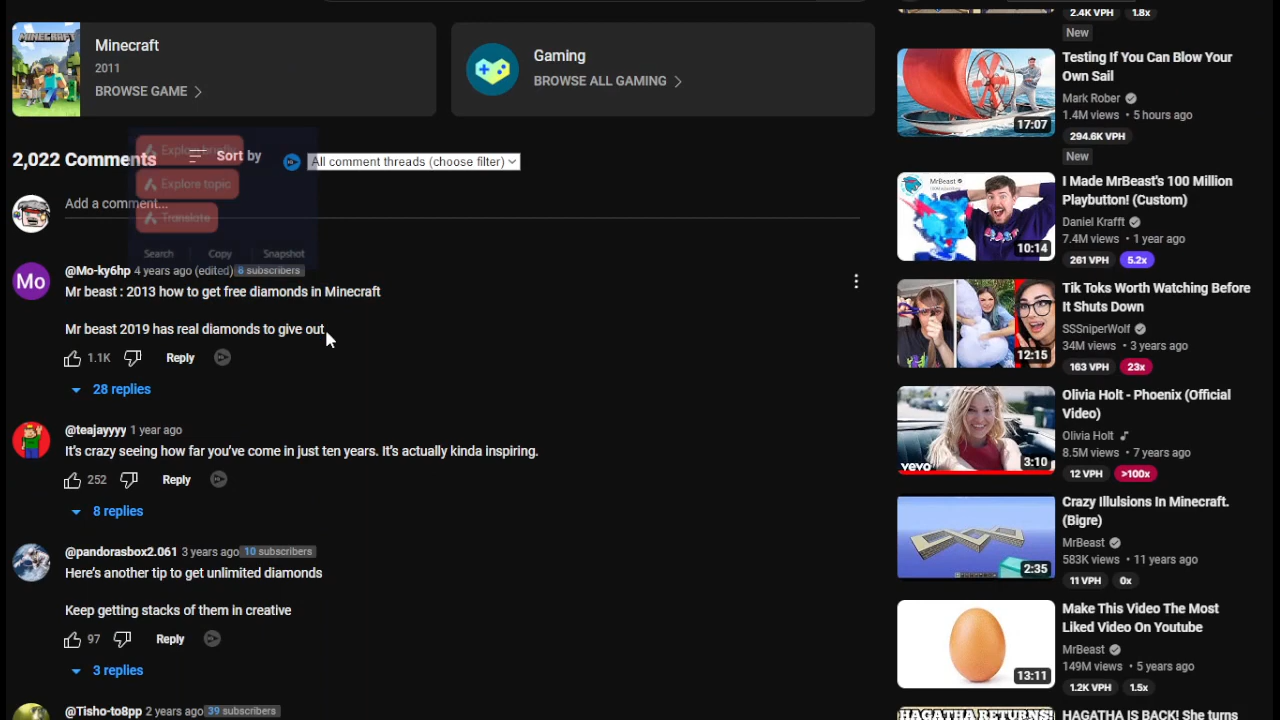 2.4K VPH 1.8x
New
MINECRAFT
Minecraft
2011
BROWSE GAME
Gaming
BROWSE ALL GAMING
2,022 Comments
Sort by
All comment threads (choose filter)
Explore topic
Translate
Search Copy Snapshot
Add a comment...
Mo
@Mo-ky6hp 4 years ago (edited) 6 subscribers
Mr beast : 2013 how to get free diamonds in Minecraft
Mr beast 2019 has real diamonds to give out
1.1K Reply
28 replies
@teajayyyy 1 year ago
It’s crazy seeing how far you’ve come in just ten years. It’s actually kinda inspiring.
252 Reply
8 replies
@pandorasbox2.061 3 years ago 10 subscribers
Here’s another tip to get unlimited diamonds
Keep getting stacks of them in creative
97 Reply
3 replies
@Tisho-to8pp 2 years ago 39 subscribers
17:07
Testing If You Can Blow Your
Own Sail
Mark Rober
1.4M views • 5 hours ago
294.6K VPH
New
MrBeast
10:14
I Made MrBeast's 100 Million
Playbutton! (Custom)
Daniel Krafft
7.4M views • 1 year ago
261 VPH 5.2x
12:15
Tik Toks Worth Watching Before
It Shuts Down
SSSniperWolf
34M views • 3 years ago
163 VPH 23x
vevo
3:10
Olivia Holt - Phoenix (Official
Video)
Olivia Holt
8.5M views • 7 years ago
12 VPH >100x
2:35
Crazy Illulsions In Minecraft.
(Bigre)
MrBeast
583K views • 11 years ago
11 VPH 0x
13:11
Make This Video The Most
Liked Video On Youtube
MrBeast
149M views • 5 years ago
1.2K VPH 1.5x
HAGATHA RETURNS!
HAGATHA IS BACK! She turns